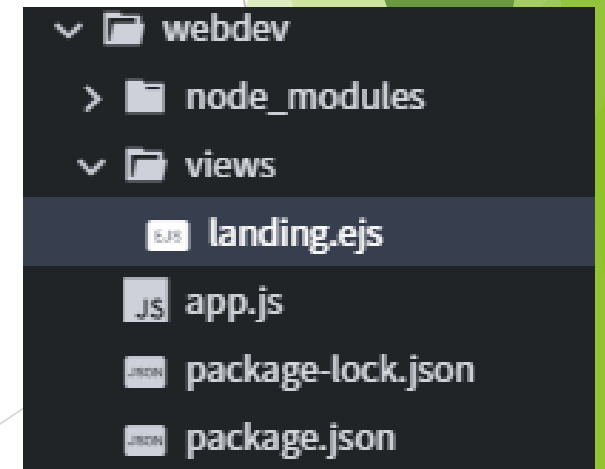 webdev
node_modules
views
EJS landing.ejs
JS app.js
JSON package-lock.json
JSON package.json